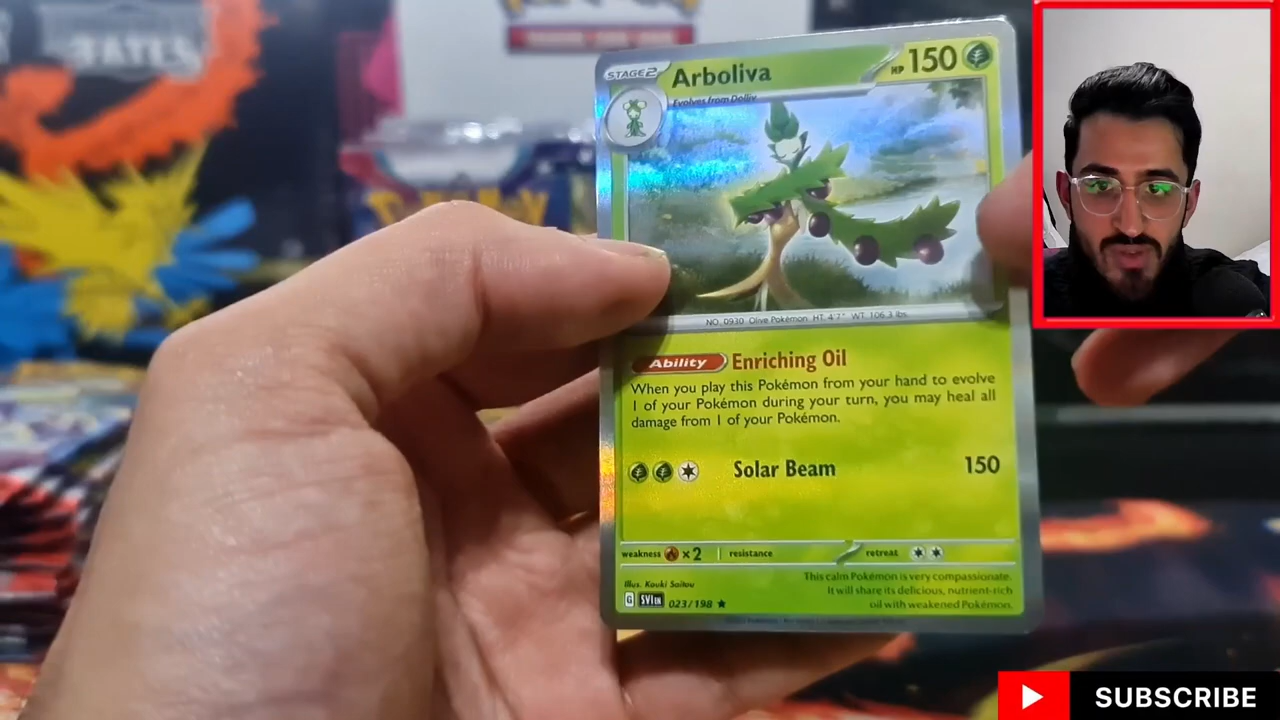 GATES
STAGE2 Arboliva HP 150
Evolves from Dolliv
NO. 0930 Olive Pokémon HT. 4'7" WT. 106.3 lbs.
Ability Enriching Oil
When you play this Pokémon from your hand to evolve
1 of your Pokémon during your turn, you may heal all
damage from 1 of your Pokémon.
Solar Beam 150
weakness ×2 resistance retreat
Illus. Kouki Saitou
This calm Pokémon is very compassionate.
It will share its delicious, nutrient-rich
oil with weakened Pokémon.
G SVI EN 023/198 ★
SUBSCRIBE